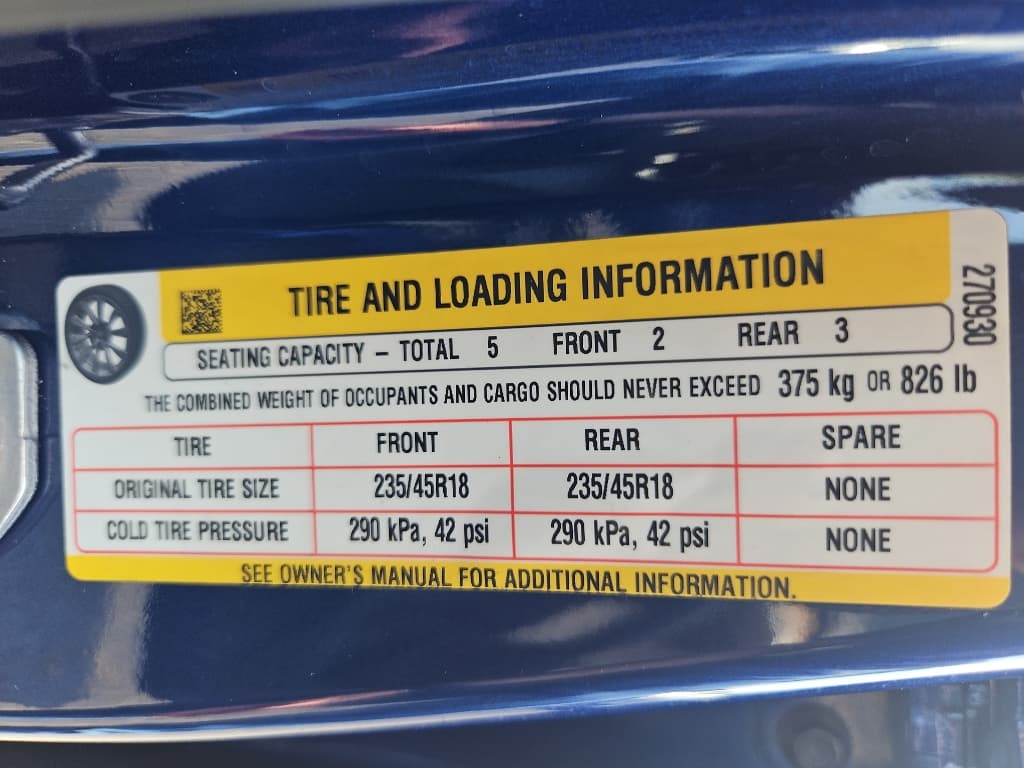 TIRE AND LOADING INFORMATION
270930
SEATING CAPACITY – TOTAL 5 FRONT 2 REAR 3
THE COMBINED WEIGHT OF OCCUPANTS AND CARGO SHOULD NEVER EXCEED 375 kg OR 826 lb
TIRE FRONT REAR SPARE
ORIGINAL TIRE SIZE 235/45R18 235/45R18 NONE
COLD TIRE PRESSURE 290 kPa, 42 psi 290 kPa, 42 psi NONE
SEE OWNER'S MANUAL FOR ADDITIONAL INFORMATION.